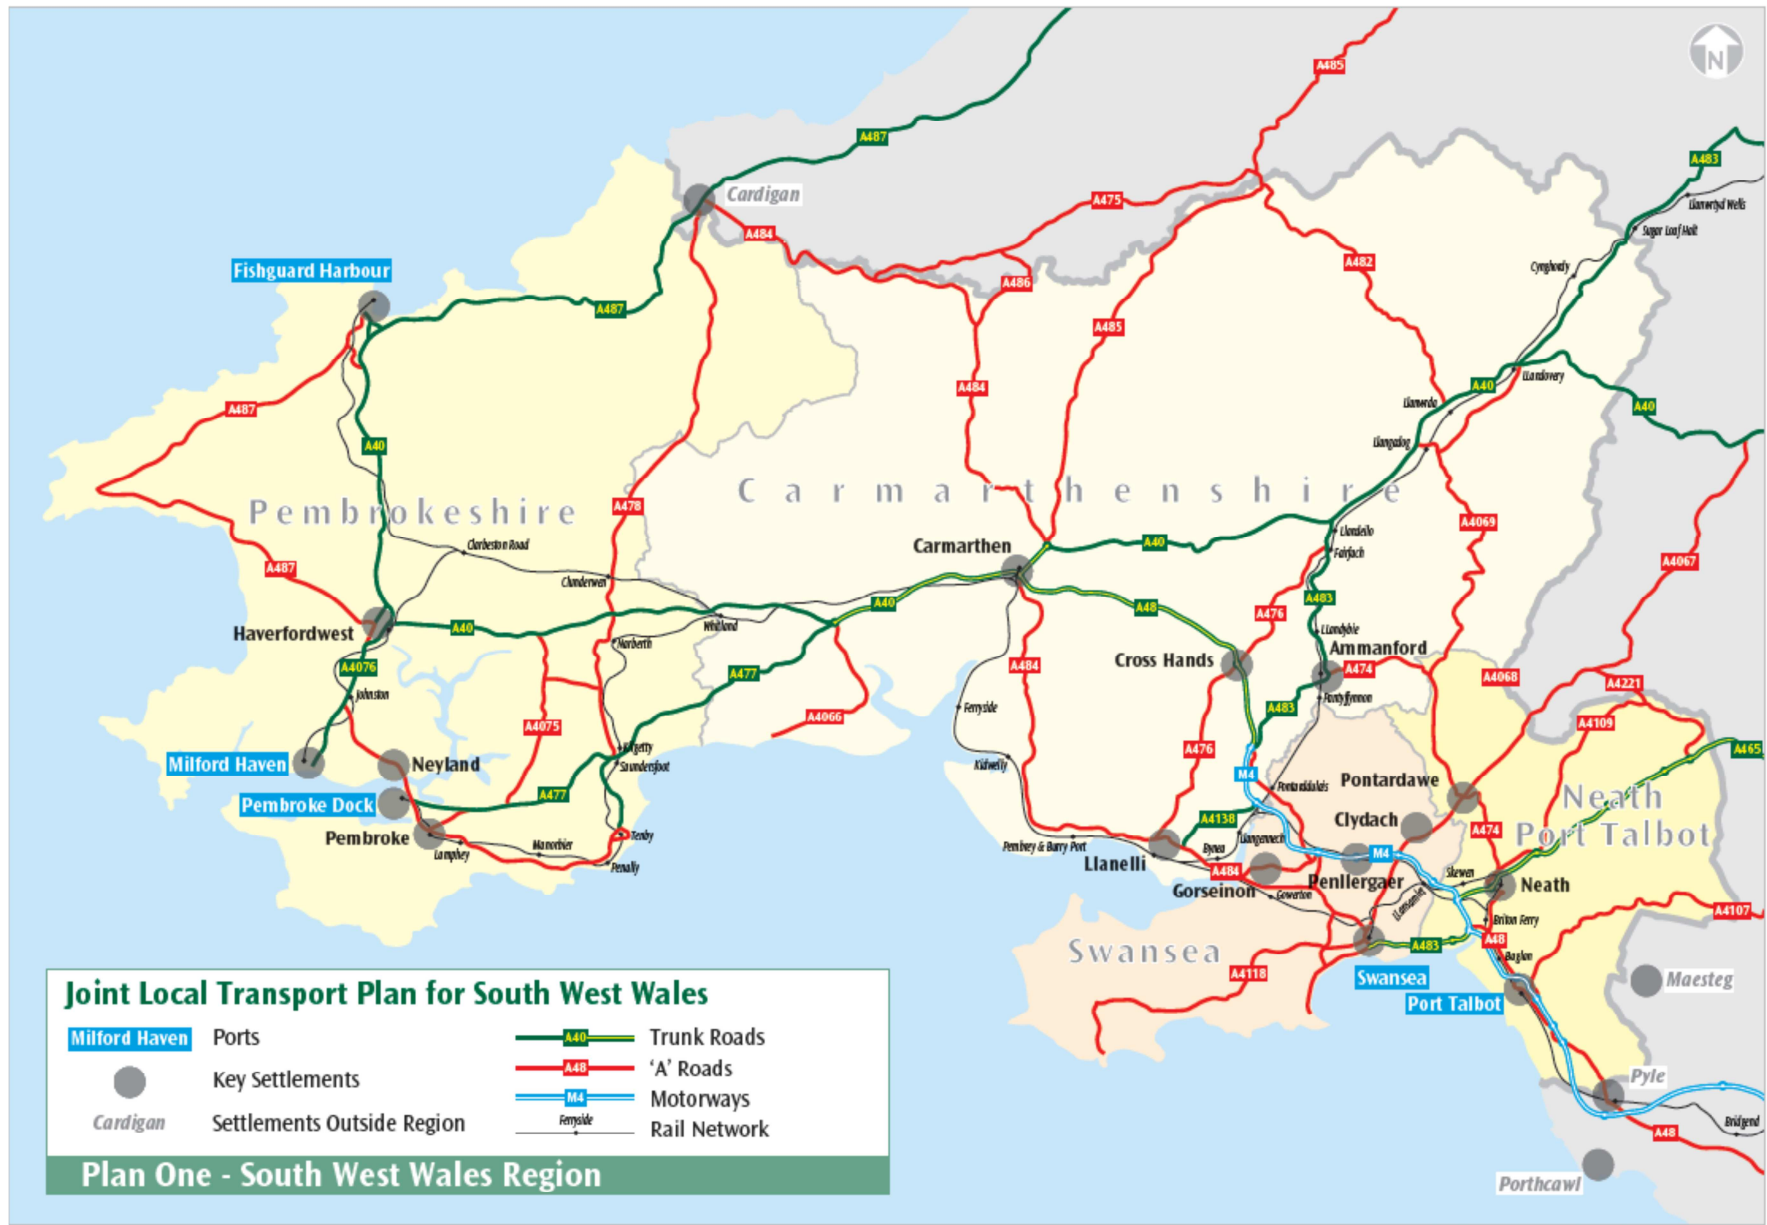 N
A485
A487
A483
Cardigan
Llanwrtyd Wells
A475
Sugar Loaf Halt
A484
A482
Cynghordy
Fishguard Harbour
A486
A487
A485
LLandovery
A40
A484
A487
Llanwrda
A40
A40
Llangadog
Carmarthenshire
A478
Pembrokeshire
A4069
Clarbeston Road
Carmarthen
A40
Llandeilo
Fairfach
A4067
A487
Clunderwen
A40
A48
A476
A483
Haverfordwest
A40
Whitland
LLandybie
Narberth
Ammanford
A4076
A477
A484
Cross Hands
A474
A4068
A4221
Johnston
Pantyffynnon
Ferryside
A483
A4075
A4066
A4109
Kilgetty
A476
A465
Milford Haven
Neyland
Saundersfoot
Kidwelly
M4
Pontarddulais
Pontardawe
Pembroke Dock
A477
Neath
Port Talbot
A4138
Clydach
A474
Pembroke
Tenby
Lamphey
Manorbier
Pembrey & Burry Port
Llangennech
Bynea
M4
Penally
Llanelli
A484
Skewen
Gorseinon
Gowerton
Penllergaer
LLansamlet
Neath
Briton Ferry
A4107
Swansea
A483
A48
Baglan
A4118
Swansea
Port Talbot
Maesteg
Pyle
A48
Bridgend
Porthcawl
Joint Local Transport Plan for South West Wales
Milford Haven
Ports
A40
Trunk Roads
Key Settlements
A48
‘A’ Roads
M4
Motorways
Cardigan
Settlements Outside Region
Ferryside
Rail Network
Plan One - South West Wales Region